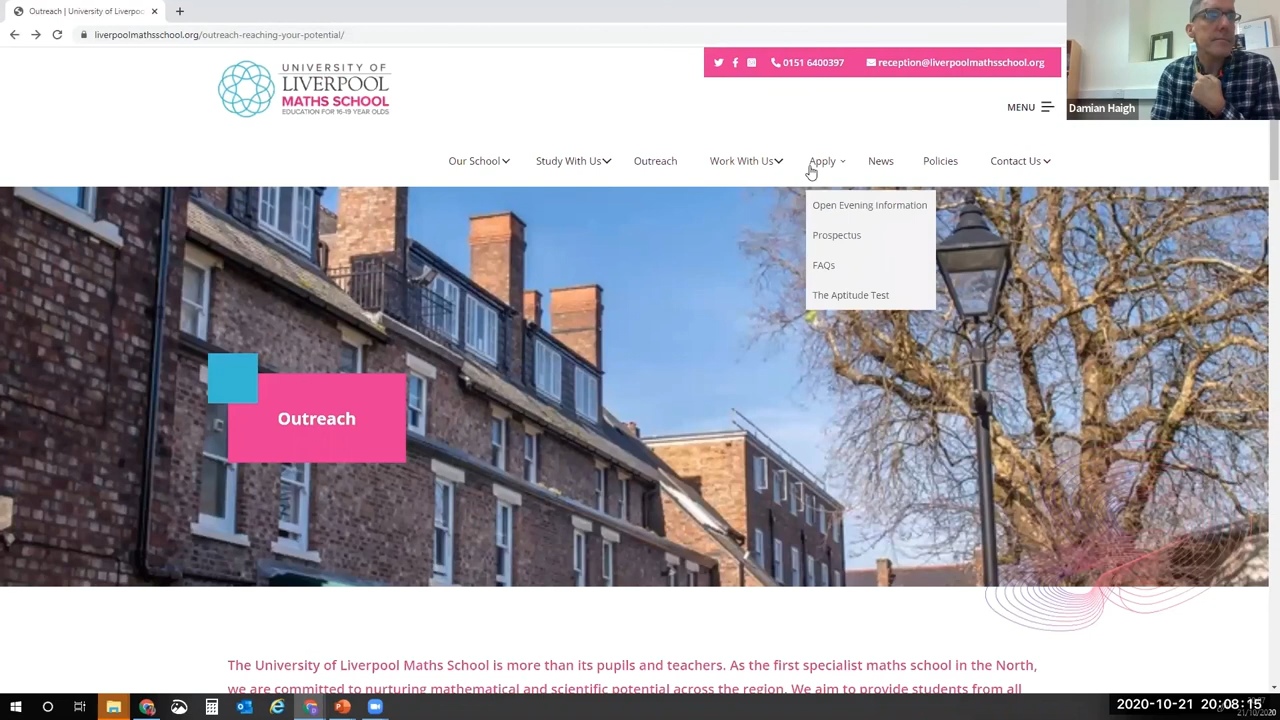 Outreach | University of Liverpoo
liverpoolmathsschool.org/outreach-reaching-your-potential/
UNIVERSITY OF
LIVERPOOL
MATHS SCHOOL
EDUCATION FOR 16-19 YEAR OLDS
0151 6400397
reception@liverpoolmathsschool.org
MENU
Damian Haigh
Our School
Study With Us
Outreach
Work With Us
Apply
News
Policies
Contact Us
Open Evening Information
Prospectus
FAQs
The Aptitude Test
Outreach
The University of Liverpool Maths School is more than its pupils and teachers. As the first specialist maths school in the North,
we are committed to nurturing mathematical and scientific potential across the region. We aim to provide students from all
2020-10-21 20:08:15
21/10/2020